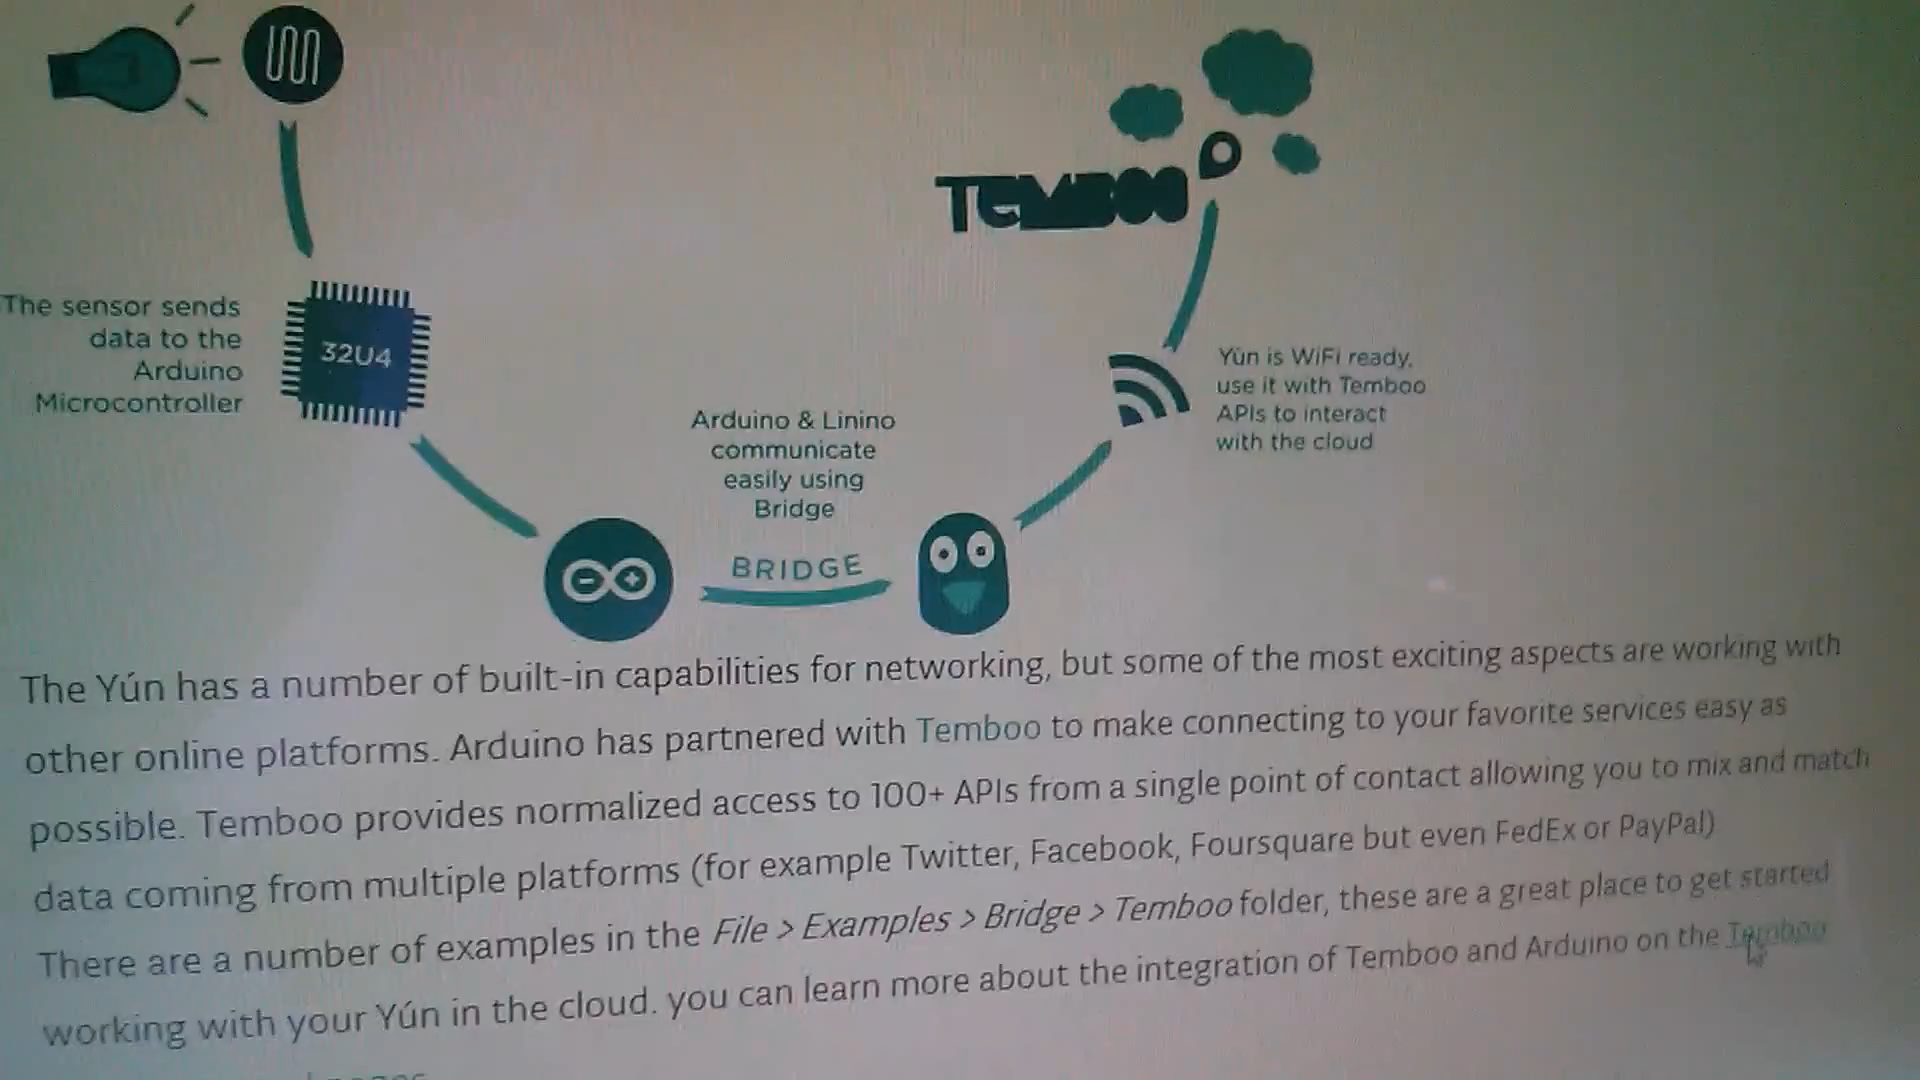 TEMBOO
The sensor sends
data to the
Arduino
Microcontroller
32U4
Arduino & Linino
communicate
easily using
Bridge
BRIDGE
Yùn is WiFi ready,
use it with Temboo
APIs to interact
with the cloud
The Yún has a number of built-in capabilities for networking, but some of the most exciting aspects are working with
other online platforms. Arduino has partnered with Temboo to make connecting to your favorite services easy as
possible. Temboo provides normalized access to 100+ APIs from a single point of contact allowing you to mix and match
data coming from multiple platforms (for example Twitter, Facebook, Foursquare but even FedEx or PayPal)
There are a number of examples in the File > Examples > Bridge > Temboo folder, these are a great place to get started
working with your Yún in the cloud. you can learn more about the integration of Temboo and Arduino on the Temboo